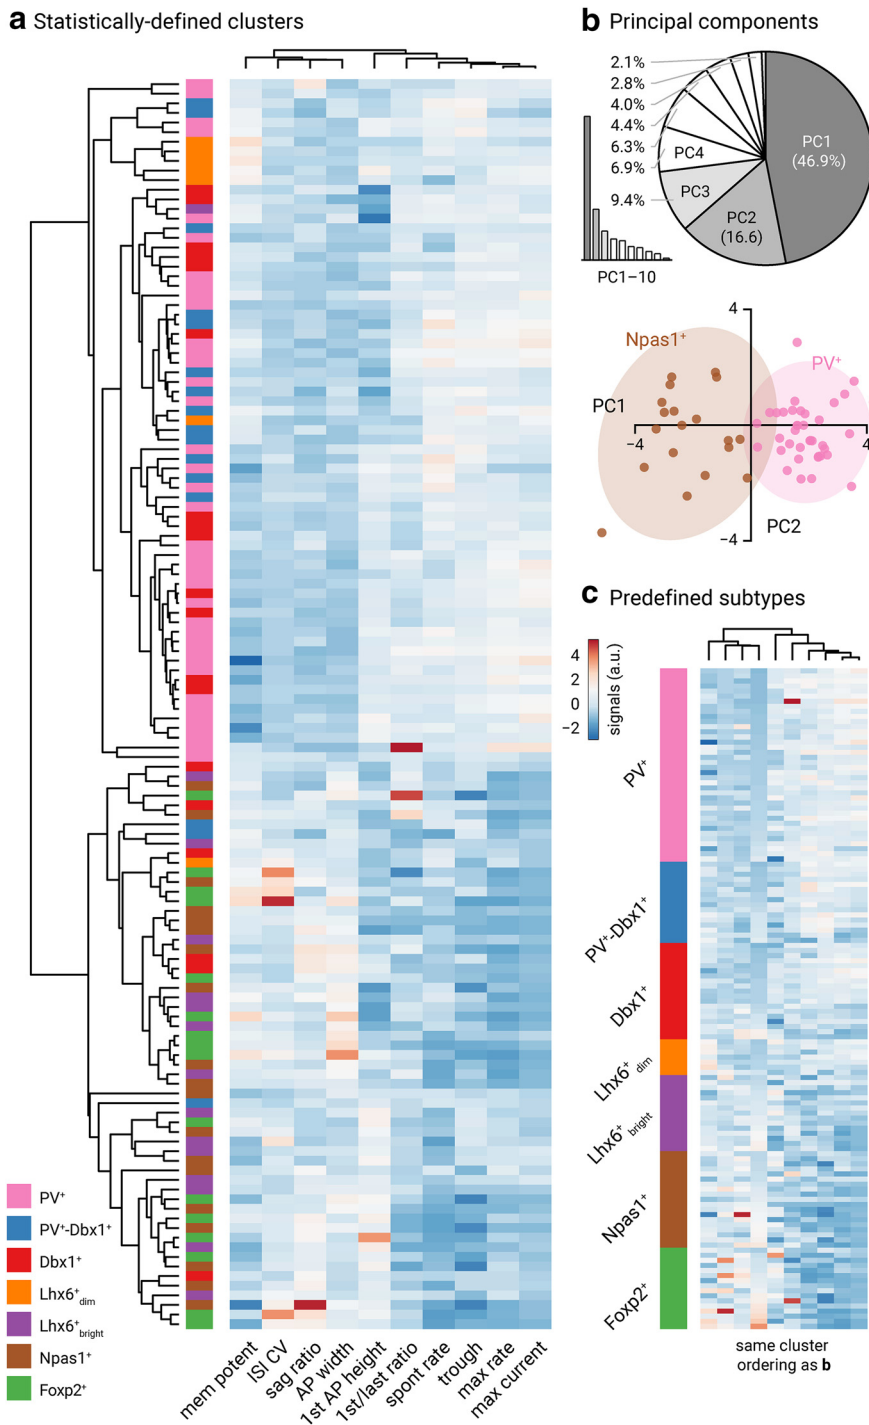 a Statistically-defined clusters
mem potent
ISI CV
sag ratio
AP width
1st AP height
1st/last ratio
spont rate
trough
max rate
max current
PV⁺
PV⁺-Dbx1⁺
Dbx1⁺
Lhx6⁺dim
Lhx6⁺bright
Npas1⁺
Foxp2⁺
b Principal components
2.1%
2.8%
4.0%
4.4%
6.3%
6.9%
9.4%
PC1
(46.9%)
PC2
(16.6)
PC3
PC4
PC1–10
4
Npas1⁺
PV⁺
PC1
−4
4
PC2
−4
c Predefined subtypes
4
2
0
−2
signals (a.u.)
PV⁺
PV⁺-Dbx1⁺
Dbx1⁺
Lhx6⁺dim
Lhx6⁺bright
Npas1⁺
Foxp2⁺
same cluster
ordering as b